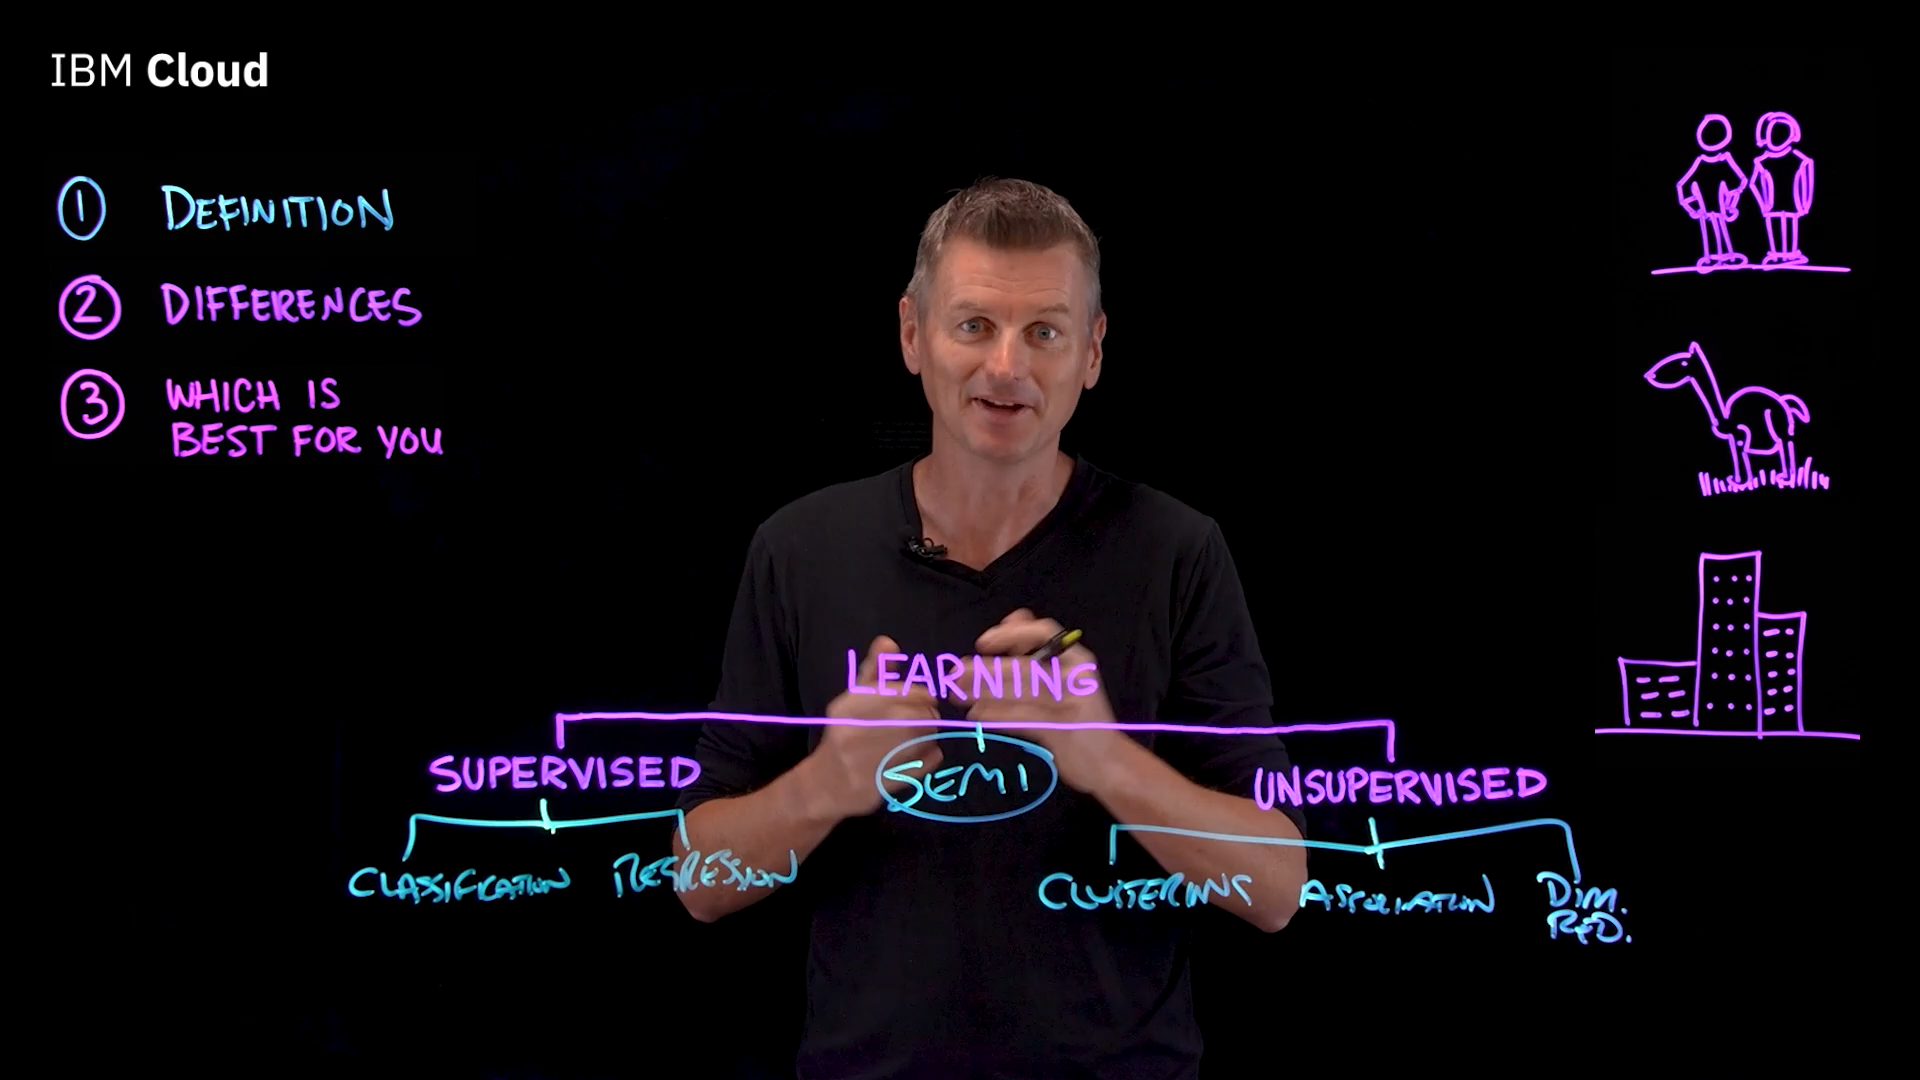 IBM Cloud
1 DEFINITION
2 DIFFERENCES
3 WHICH IS
BEST FOR YOU
LEARNING
SUPERVISED
SEMI
UNSUPERVISED
CLASSIFICATION
REGRESSION
CLUSTERING
ASSOCIATION
DIM.
RED.